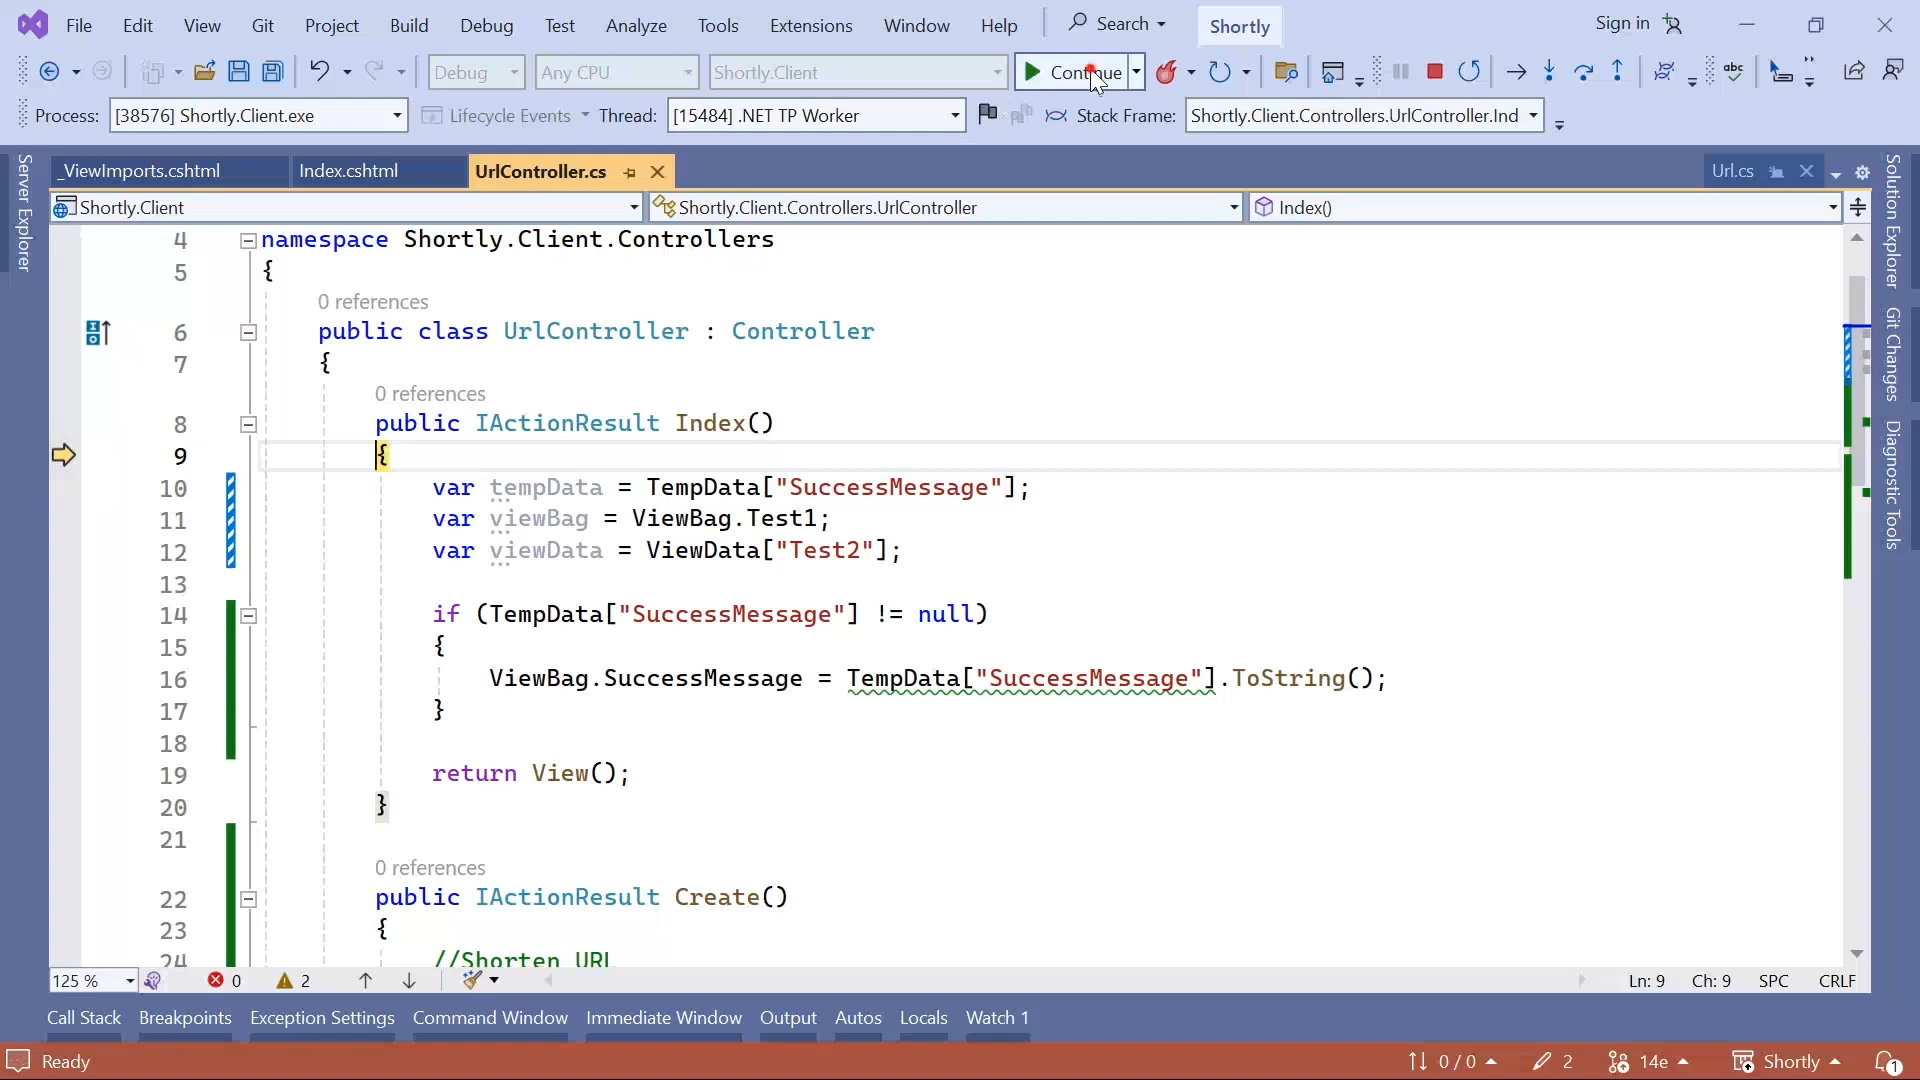 File Edit View Git Project Build Debug Test Analyze Tools Extensions Window Help Search Shortly Sign in
Debug Any CPU Shortly.Client Continue abc
Process: [38576] Shortly.Client.exe Lifecycle Events Thread: [15484] .NET TP Worker Stack Frame: Shortly.Client.Controllers.UrlController.Ind
_ViewImports.cshtml Index.cshtml UrlController.cs Url.cs
Shortly.Client Shortly.Client.Controllers.UrlController Index()
Server Explorer
Solution Explorer
Git Changes
Diagnostic Tools
4 namespace Shortly.Client.Controllers
5 {
0 references
6 public class UrlController : Controller
7 {
0 references
8 public IActionResult Index()
9 {
10 var tempData = TempData["SuccessMessage"];
11 var viewBag = ViewBag.Test1;
12 var viewData = ViewData["Test2"];
13
14 if (TempData["SuccessMessage"] != null)
15 {
16 ViewBag.SuccessMessage = TempData["SuccessMessage"].ToString();
17 }
18
19 return View();
20 }
21
0 references
22 public IActionResult Create()
23 {
24 //Shorten URL
125 % 0 2 Ln: 9 Ch: 9 SPC CRLF
Call Stack Breakpoints Exception Settings Command Window Immediate Window Output Autos Locals Watch 1
Ready 0 / 0 2 14e Shortly 1